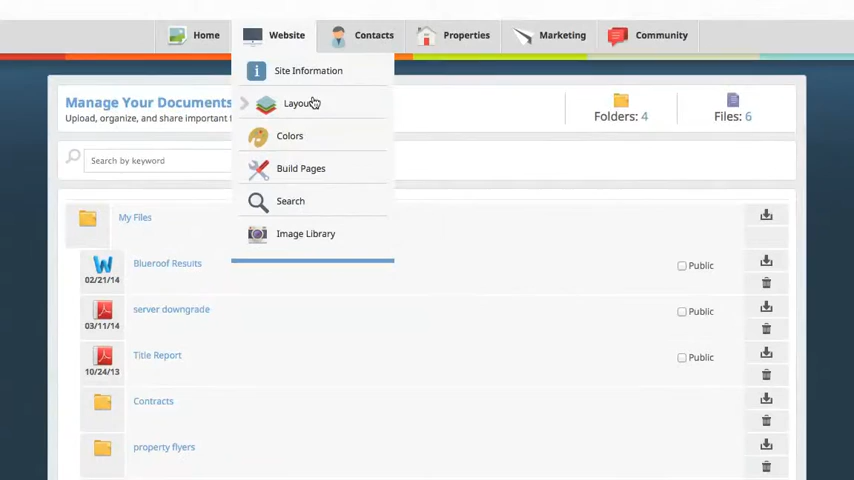 Home
Website
Contacts
Properties
Marketing
Community
Site Information
Layout
Colors
Build Pages
Search
Image Library
Manage Your Documents
Upload, organize, and share important f
Folders: 4
Files: 6
Search by keyword
My Files
Blueroof Results
02/21/14
Public
server downgrade
03/11/14
Public
Title Report
10/24/13
Public
Contracts
property flyers